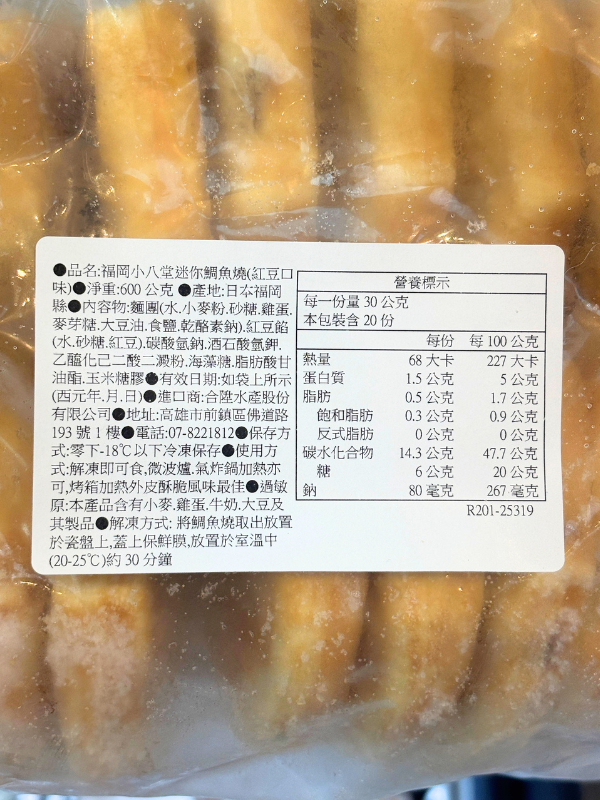 ●品名:福岡小八堂迷你鯛魚燒(紅豆口
味)●淨重:600公克 ●產地:日本福岡
縣●內容物:麵團(水.小麥粉.砂糖.雞蛋.
麥芽糖.大豆油.食鹽.乾酪素鈉).紅豆餡
(水.砂糖.紅豆).碳酸氫鈉.酒石酸氫鉀.
乙醯化己二酸二澱粉.海藻糖.脂肪酸甘
油酯.玉米糖膠●有效日期:如袋上所示
(西元年.月.日)●進口商:合陞水產股份
有限公司●地址:高雄市前鎮區佛道路
193號1樓●電話:07-8221812●保存方
式:零下-18℃以下冷凍保存●使用方
式:解凍即可食,微波爐.氣炸鍋加熱亦
可,烤箱加熱外皮酥脆風味最佳●過敏
原:本產品含有小麥.雞蛋.牛奶.大豆及
其製品●解凍方式: 將鯛魚燒取出放置
於瓷盤上,蓋上保鮮膜,放置於室溫中
(20-25℃)約30分鐘
營養標示
每一份量 30 公克
本包裝含 20 份
每份 每 100 公克
熱量 68 大卡 227 大卡
蛋白質 1.5 公克 5 公克
脂肪 0.5 公克 1.7 公克
飽和脂肪 0.3 公克 0.9 公克
反式脂肪 0 公克 0 公克
碳水化合物 14.3 公克 47.7 公克
糖 6 公克 20 公克
鈉 80 毫克 267 毫克
R201-25319